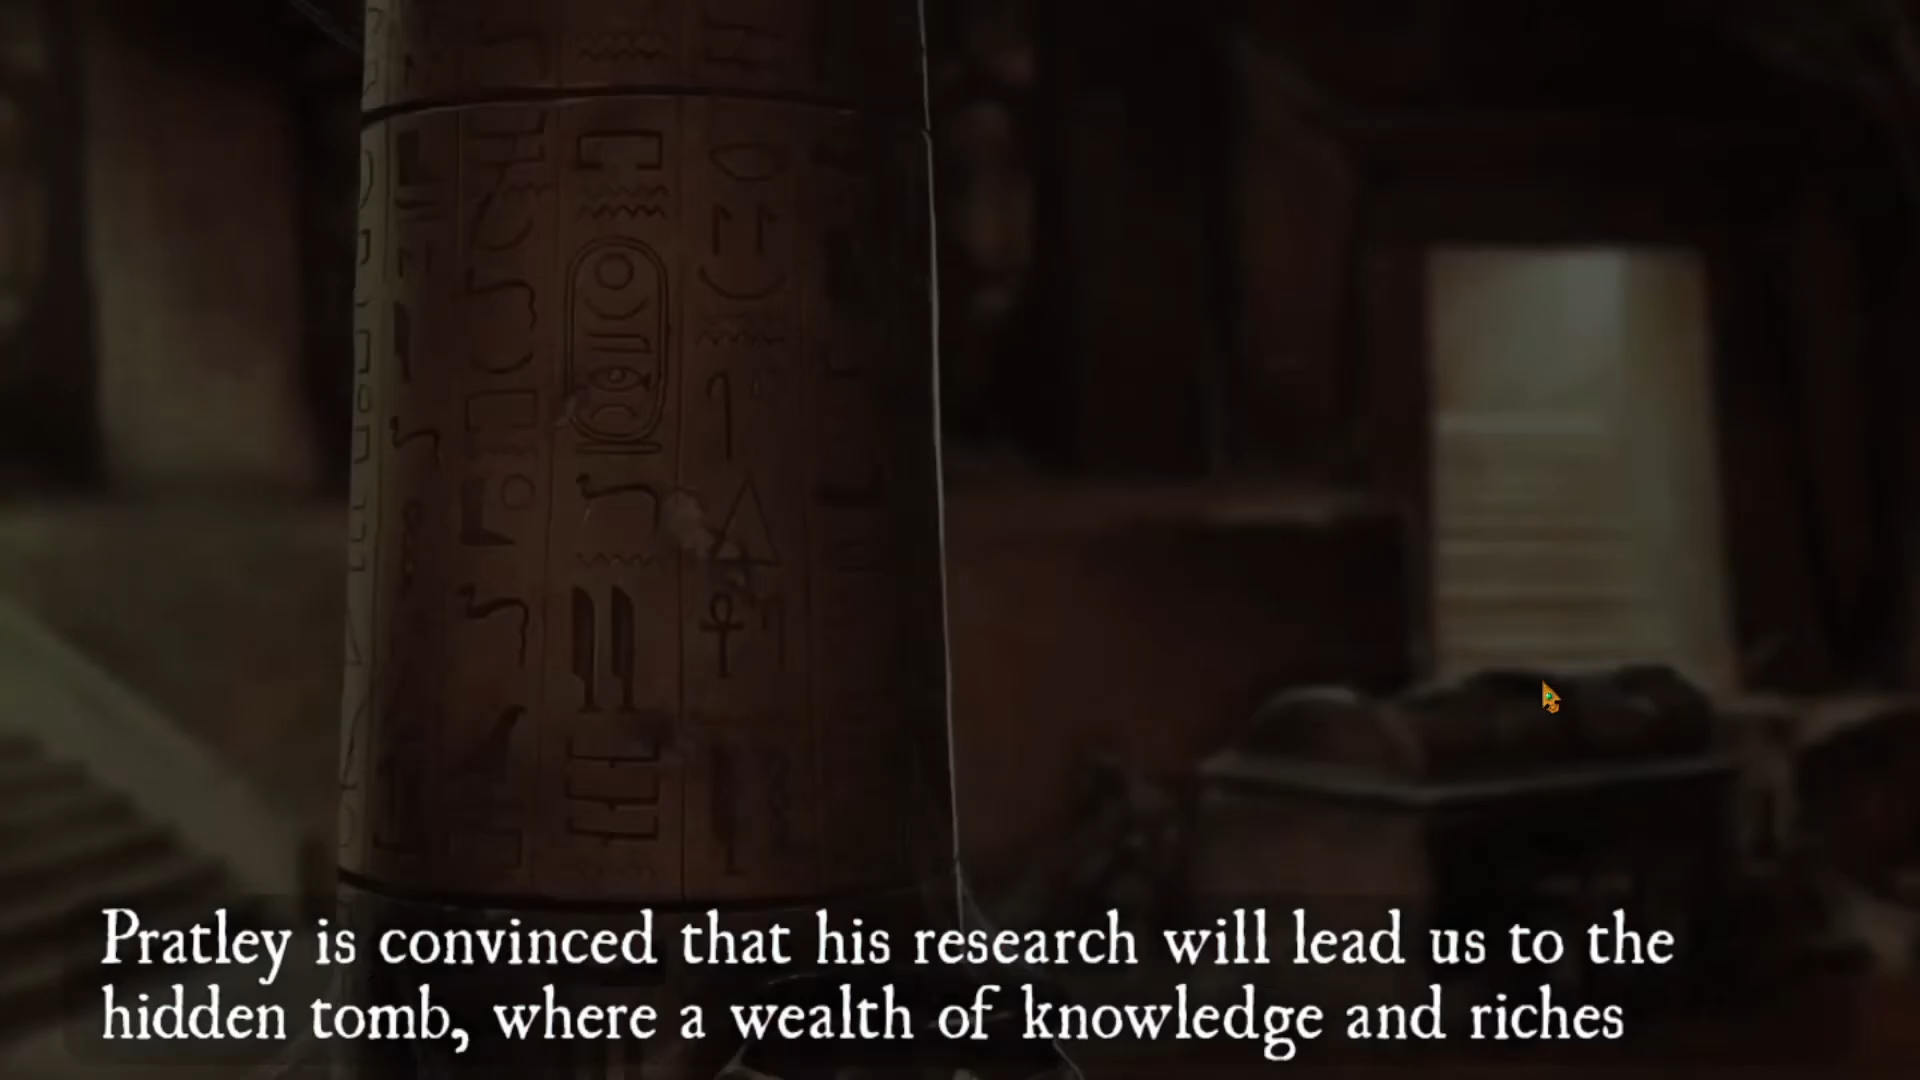 Pratley is convinced that his research will lead us to the
hidden tomb, where a wealth of knowledge and riches